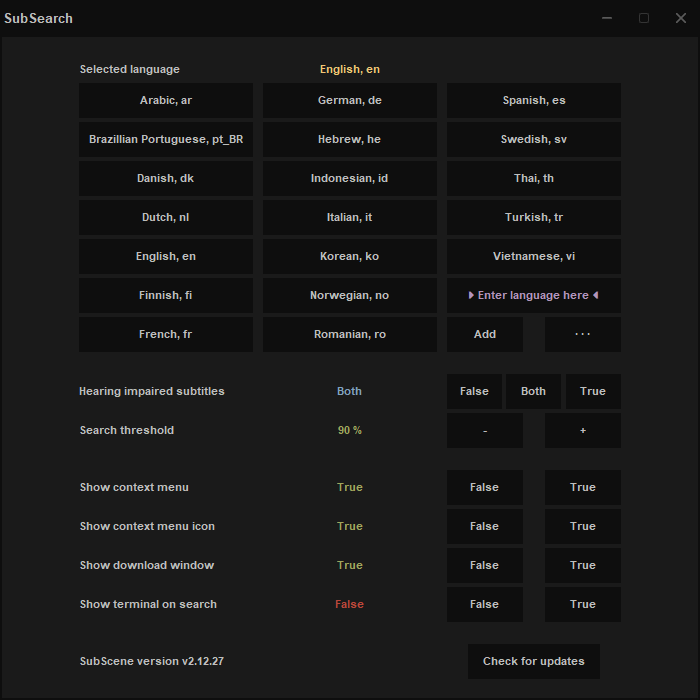 SubSearch
Selected language English, en
Arabic, ar German, de Spanish, es
Brazillian Portuguese, pt_BR Hebrew, he Swedish, sv
Danish, dk Indonesian, id Thai, th
Dutch, nl Italian, it Turkish, tr
English, en Korean, ko Vietnamese, vi
Finnish, fi Norwegian, no Enter language here
French, fr Romanian, ro Add ···
Hearing impaired subtitles Both False Both True
Search threshold 90 % - +
Show context menu True False True
Show context menu icon True False True
Show download window True False True
Show terminal on search False False True
SubScene version v2.12.27 Check for updates